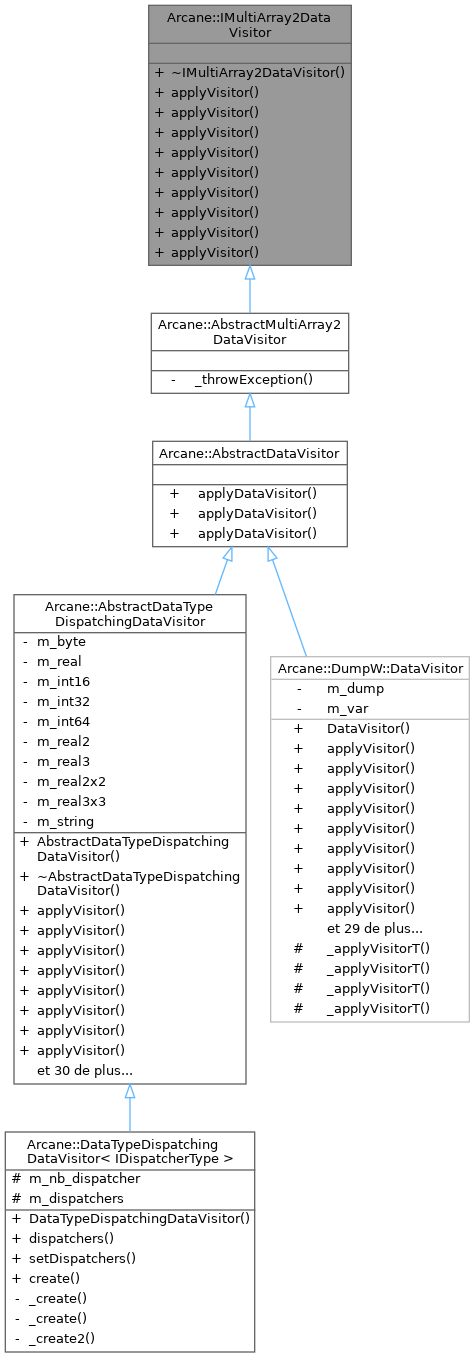 Arcane::IMultiArray2Data
Visitor
+ ~IMultiArray2DataVisitor()
+ applyVisitor()
+ applyVisitor()
+ applyVisitor()
+ applyVisitor()
+ applyVisitor()
+ applyVisitor()
+ applyVisitor()
+ applyVisitor()
+ applyVisitor()
Arcane::AbstractMultiArray2
DataVisitor
- _throwException()
Arcane::AbstractDataVisitor
+ applyDataVisitor()
+ applyDataVisitor()
+ applyDataVisitor()
Arcane::AbstractDataType
DispatchingDataVisitor
- m_byte
- m_real
- m_int16
- m_int32
- m_int64
- m_real2
- m_real3
- m_real2x2
- m_real3x3
- m_string
+ AbstractDataTypeDispatching
DataVisitor()
+ ~AbstractDataTypeDispatching
DataVisitor()
+ applyVisitor()
+ applyVisitor()
+ applyVisitor()
+ applyVisitor()
+ applyVisitor()
+ applyVisitor()
+ applyVisitor()
+ applyVisitor()
et 30 de plus...
Arcane::DumpW::DataVisitor
- m_dump
- m_var
+ DataVisitor()
+ applyVisitor()
+ applyVisitor()
+ applyVisitor()
+ applyVisitor()
+ applyVisitor()
+ applyVisitor()
+ applyVisitor()
+ applyVisitor()
+ applyVisitor()
et 29 de plus...
# _applyVisitorT()
# _applyVisitorT()
# _applyVisitorT()
# _applyVisitorT()
Arcane::DataTypeDispatching
DataVisitor< IDispatcherType >
# m_nb_dispatcher
# m_dispatchers
+ DataTypeDispatchingDataVisitor()
+ dispatchers()
+ setDispatchers()
+ create()
- _create()
- _create()
- _create2()